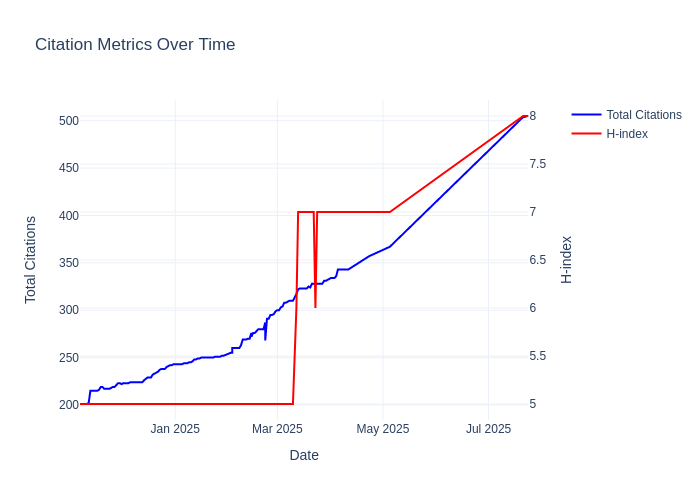 Citation Metrics Over Time
Total Citations
H-index
500
450
400
350
300
250
200
Total Citations
8
7.5
7
6.5
6
5.5
5
H-index
Jan 2025
Mar 2025
May 2025
Jul 2025
Date